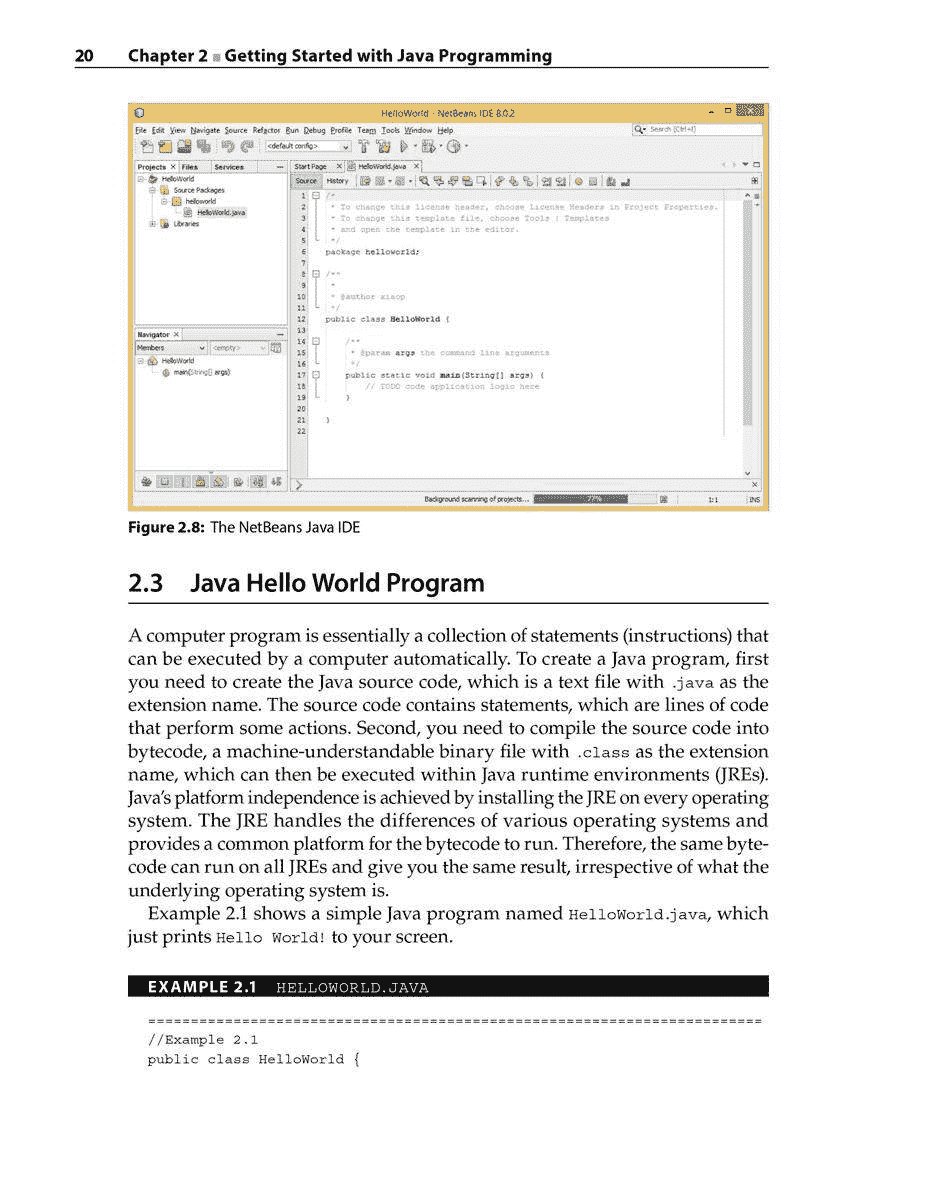 20 Chapter 2 ■ Getting Started with Java Programming
HelloWorld - NetBeans IDE 8.0.2
File Edit View Navigate Source Refactor Run Debug Profile Team Tools Window Help
Search (Ctrl+I)
<default config>
Projects Files Services
Start Page HelloWorld.java
HelloWorld
Source Packages
helloworld
HelloWorld.java
Libraries
Source History
1 /*
2 * To change this license header, choose License Headers in Project Properties.
3 * To change this template file, choose Tools | Templates
4 * and open the template in the editor.
5 */
6 package helloworld;
7
8 /**
9 *
10 * @author xiaop
11 */
12 public class HelloWorld {
13
14 /**
15 * @param args the command line arguments
16 */
17 public static void main(String[] args) {
18 // TODO code application logic here
19 }
20
21 }
22
Navigator
Members <empty>
HelloWorld
main(String[] args)
Background scanning of projects... 77% 1:1 INS
Figure 2.8: The NetBeans Java IDE
2.3 Java Hello World Program
A computer program is essentially a collection of statements (instructions) that
can be executed by a computer automatically. To create a Java program, first
you need to create the Java source code, which is a text file with .java as the
extension name. The source code contains statements, which are lines of code
that perform some actions. Second, you need to compile the source code into
bytecode, a machine-understandable binary file with .class as the extension
name, which can then be executed within Java runtime environments (JREs).
Java's platform independence is achieved by installing the JRE on every operating
system. The JRE handles the differences of various operating systems and
provides a common platform for the bytecode to run. Therefore, the same byte-
code can run on all JREs and give you the same result, irrespective of what the
underlying operating system is.
Example 2.1 shows a simple Java program named HelloWorld.java, which
just prints Hello World! to your screen.
EXAMPLE 2.1 HELLOWORLD.JAVA
========================================================================
//Example 2.1
public class HelloWorld {